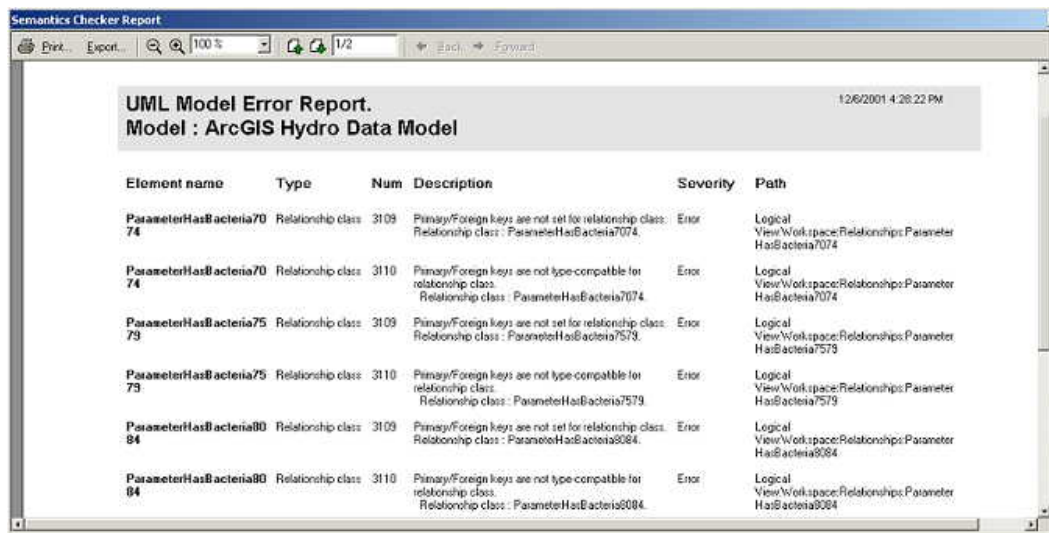 Semantics Checker Report
Print... Export... 100 % 1/2 Back Forward
UML Model Error Report. 12/6/2001 4:28:22 PM
Model : ArcGIS Hydro Data Model
Element name Type Num Description Severity Path
ParameterHasBacteria70 Relationship class 3109 Primary/Foreign keys are not set for relationship class. Error Logical
74 Relationship class : ParameterHasBacteria7074. View:Workspace:Relationships:Parameter
HasBacteria7074
ParameterHasBacteria70 Relationship class 3110 Primary/Foreign keys are not type-compatible for Error Logical
74 relationship class. View:Workspace:Relationships:Parameter
Relationship class : ParameterHasBacteria7074. HasBacteria7074
ParameterHasBacteria75 Relationship class 3109 Primary/Foreign keys are not set for relationship class. Error Logical
79 Relationship class : ParameterHasBacteria7579. View:Workspace:Relationships:Parameter
HasBacteria7579
ParameterHasBacteria75 Relationship class 3110 Primary/Foreign keys are not type-compatible for Error Logical
79 relationship class. View:Workspace:Relationships:Parameter
Relationship class : ParameterHasBacteria7579. HasBacteria7579
ParameterHasBacteria80 Relationship class 3109 Primary/Foreign keys are not set for relationship class. Error Logical
84 Relationship class : ParameterHasBacteria8084. View:Workspace:Relationships:Parameter
HasBacteria8084
ParameterHasBacteria80 Relationship class 3110 Primary/Foreign keys are not type-compatible for Error Logical
84 relationship class. View:Workspace:Relationships:Parameter
Relationship class : ParameterHasBacteria8084. HasBacteria8084